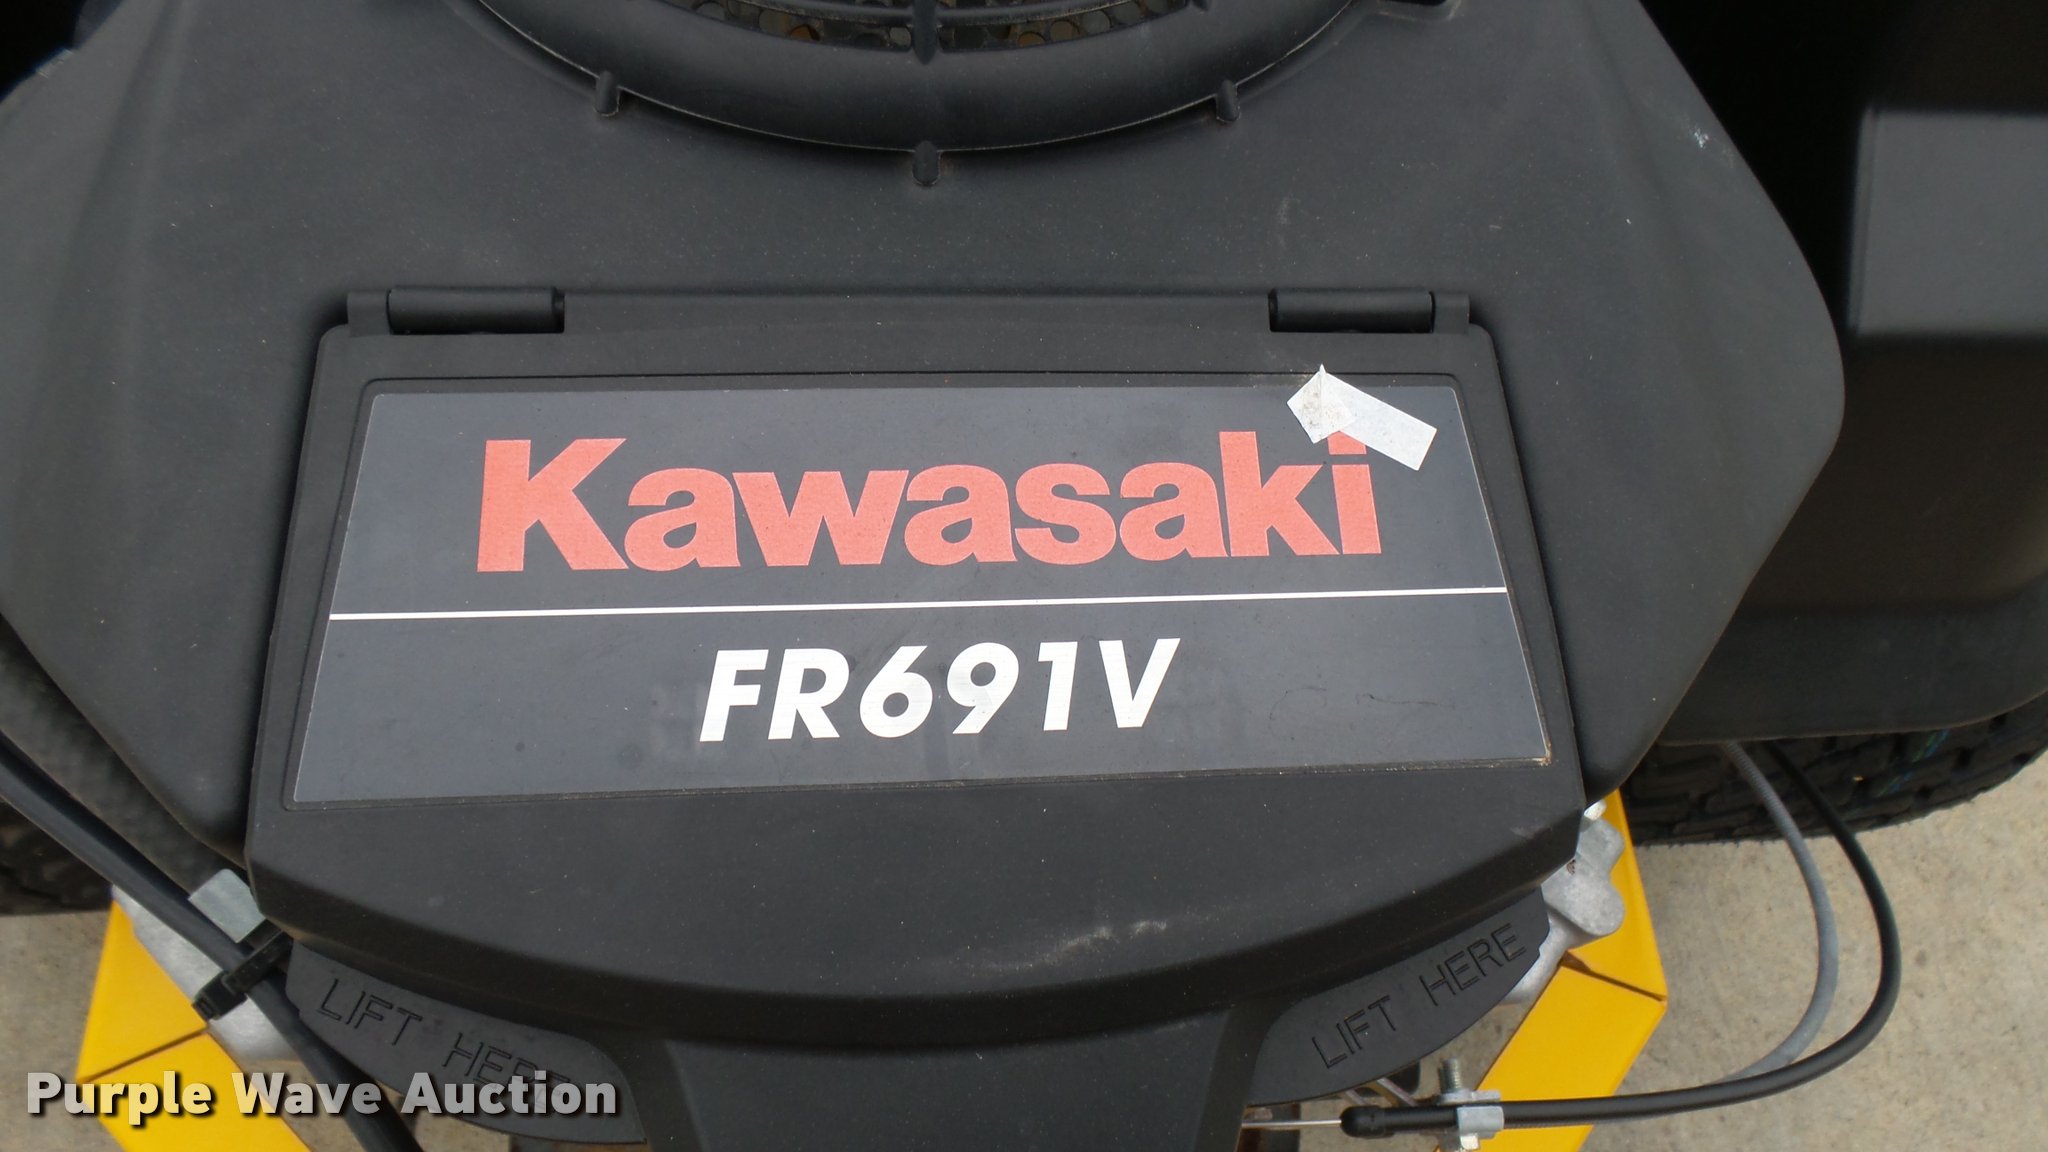 Kawasaki
FR691V
LIFT HERE
LIFT HERE
Purple Wave Auction